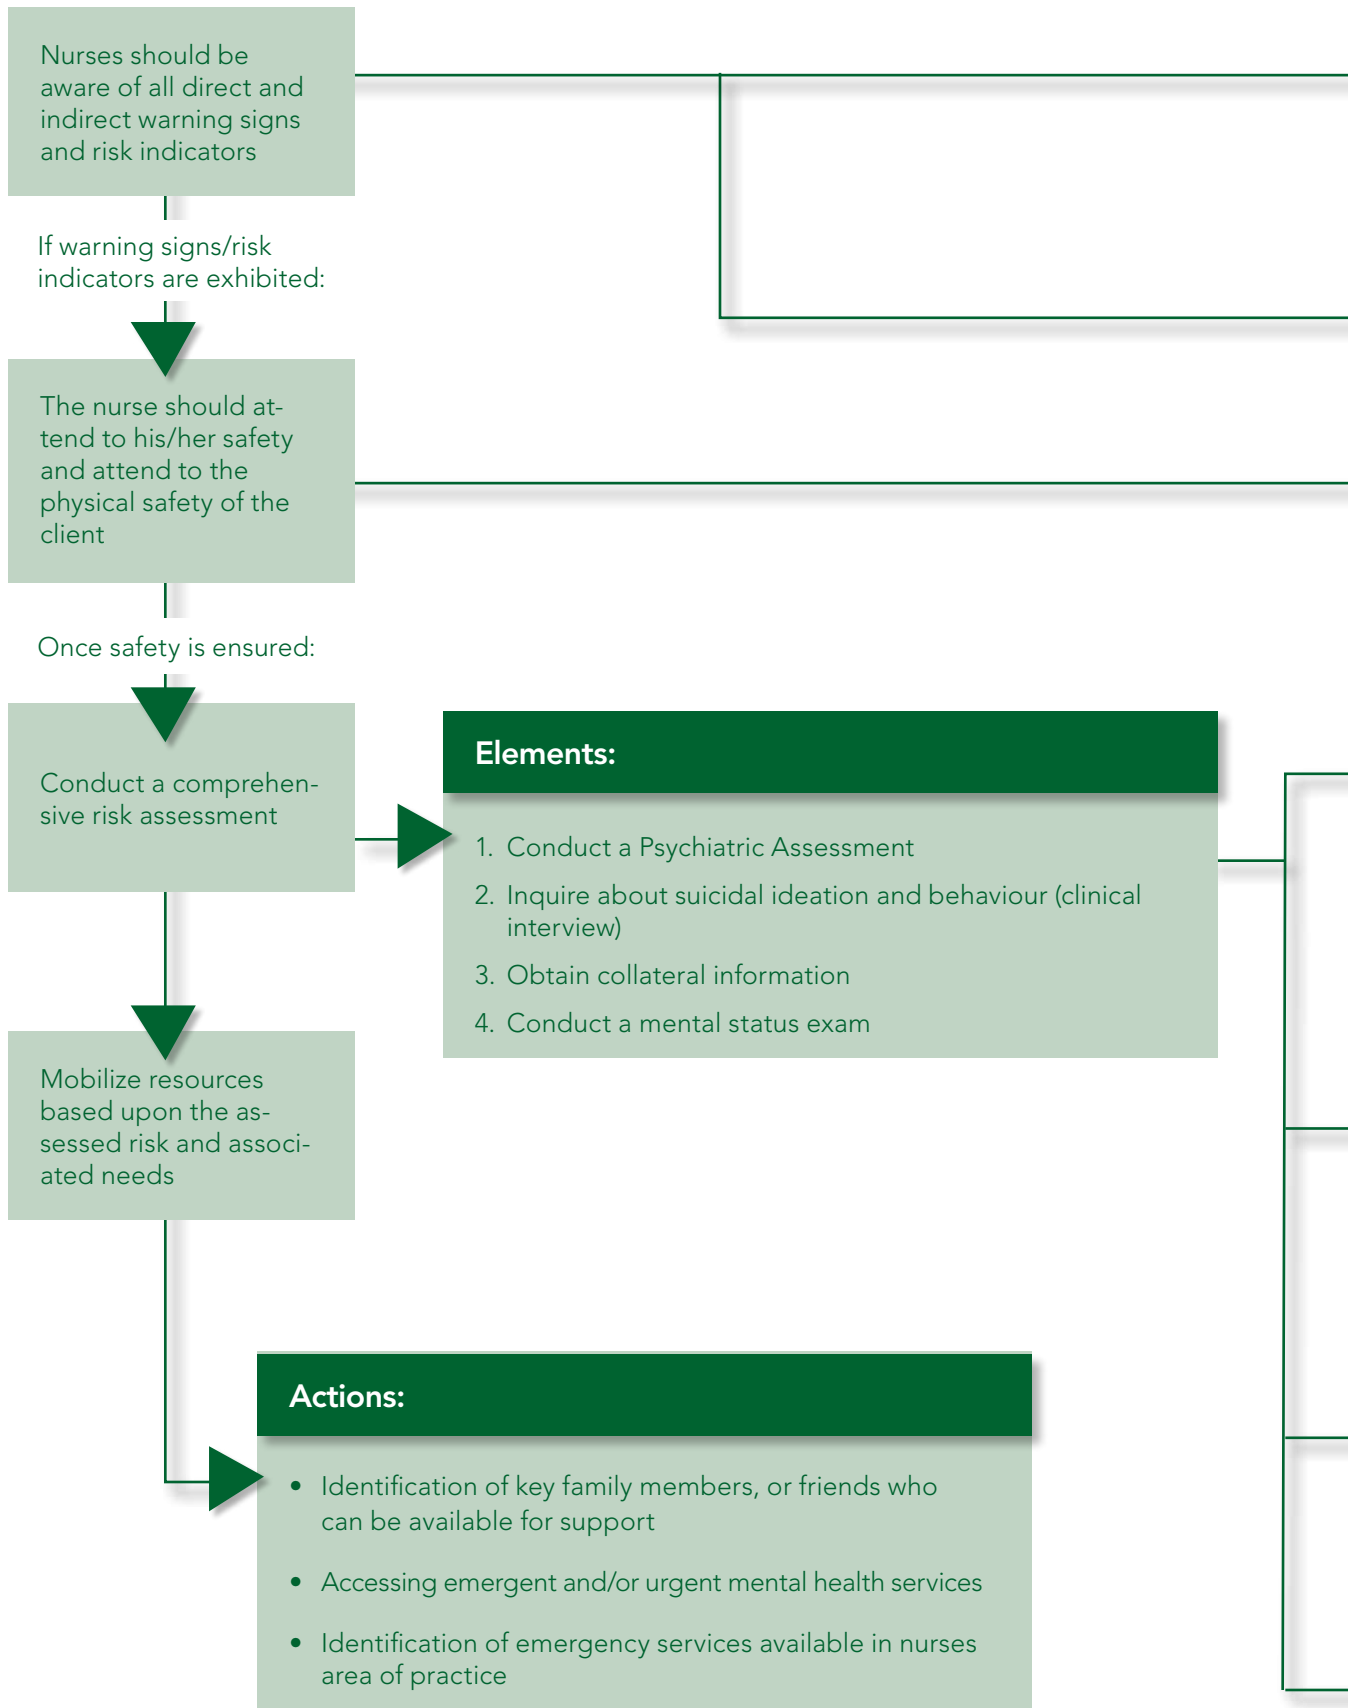 Nurses should be
aware of all direct and
indirect warning signs
and risk indicators
If warning signs/risk
indicators are exhibited:
The nurse should at-
tend to his/her safety
and attend to the
physical safety of the
client
Once safety is ensured:
Conduct a comprehen-
sive risk assessment
Elements:
1. Conduct a Psychiatric Assessment
2. Inquire about suicidal ideation and behaviour (clinical
interview)
3. Obtain collateral information
4. Conduct a mental status exam
Mobilize resources
based upon the as-
sessed risk and associ-
ated needs
Actions:
• Identification of key family members, or friends who
can be available for support
• Accessing emergent and/or urgent mental health services
• Identification of emergency services available in nurses
area of practice